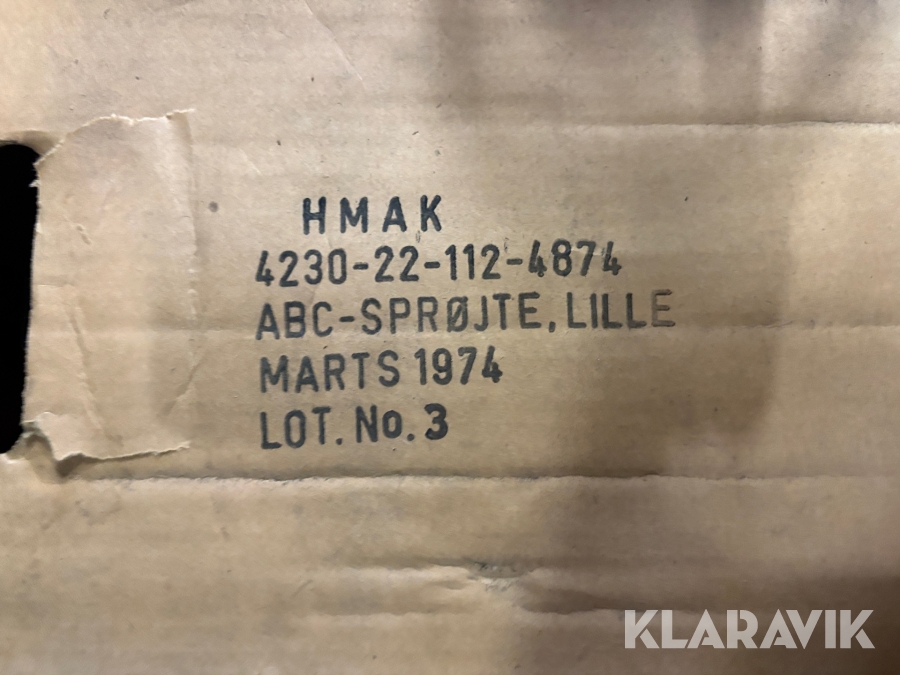 HMAK
4230-22-112-4874
ABC-SPRØJTE, LILLE
MARTS 1974
LOT. No. 3
KLARAVIK